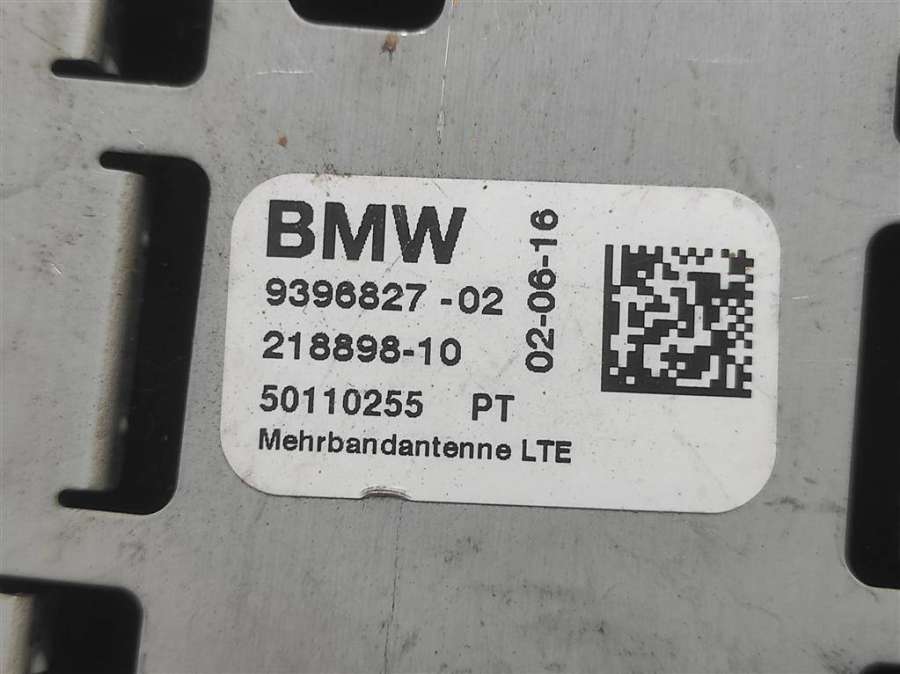 BMW
9396827-02
218898-10
50110255 PT
Mehrbandantenne LTE
02-06-16